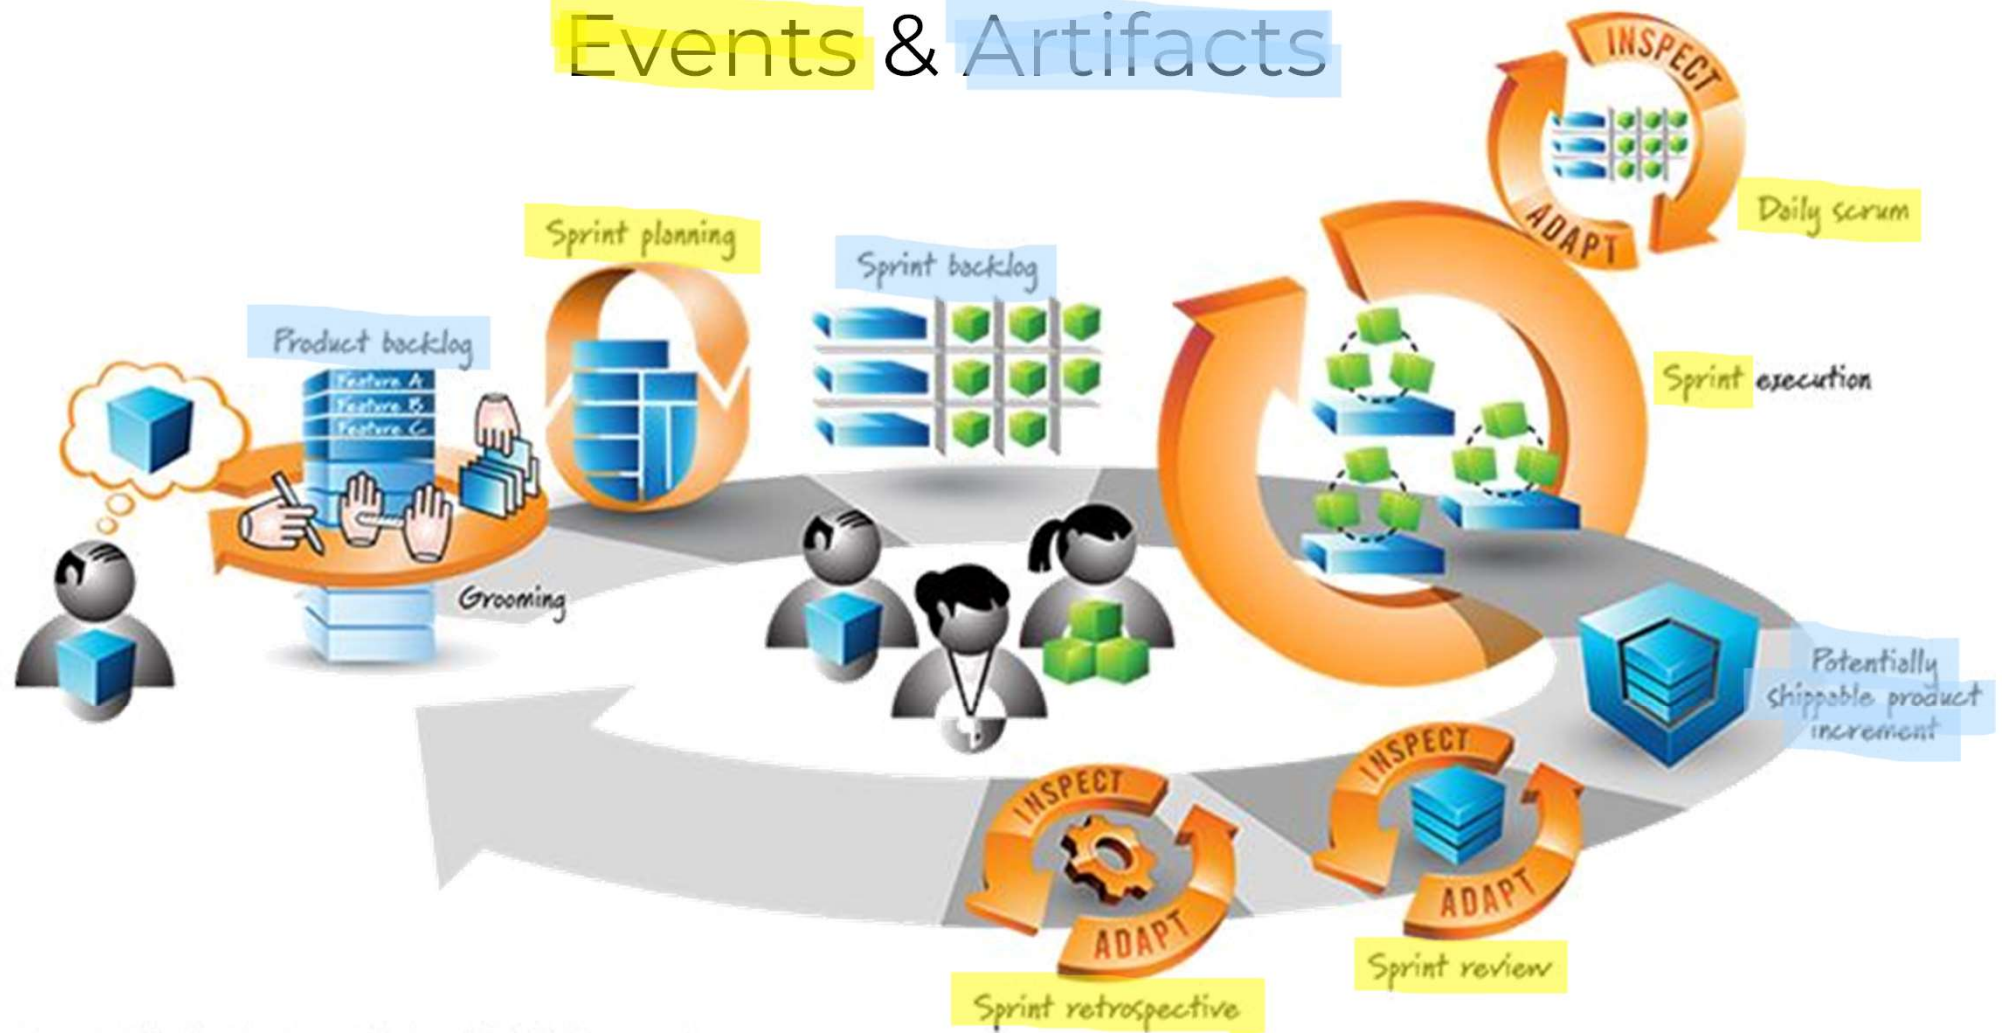 Events & Artifacts
INSPECT
ADAPT
Daily scrum
Sprint planning
Sprint backlog
Product backlog
Feature A
Feature B
Feature C
Sprint execution
Grooming
Potentially
shippable product
increment
INSPECT
ADAPT
Sprint review
INSPECT
ADAPT
Sprint retrospective